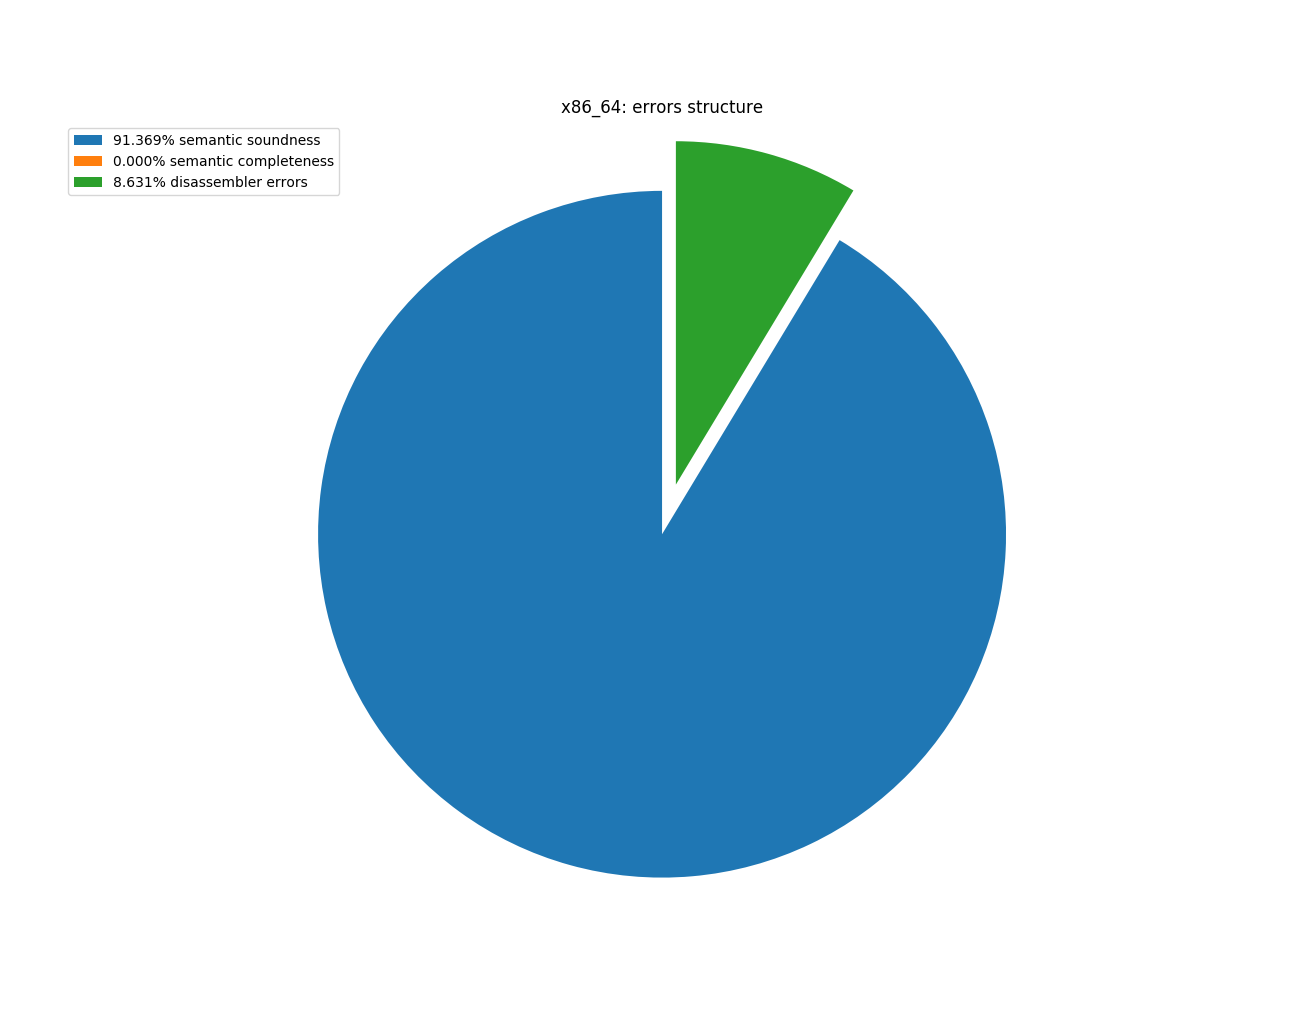 x86_64: errors structure
91.369% semantic soundness
0.000% semantic completeness
8.631% disassembler errors